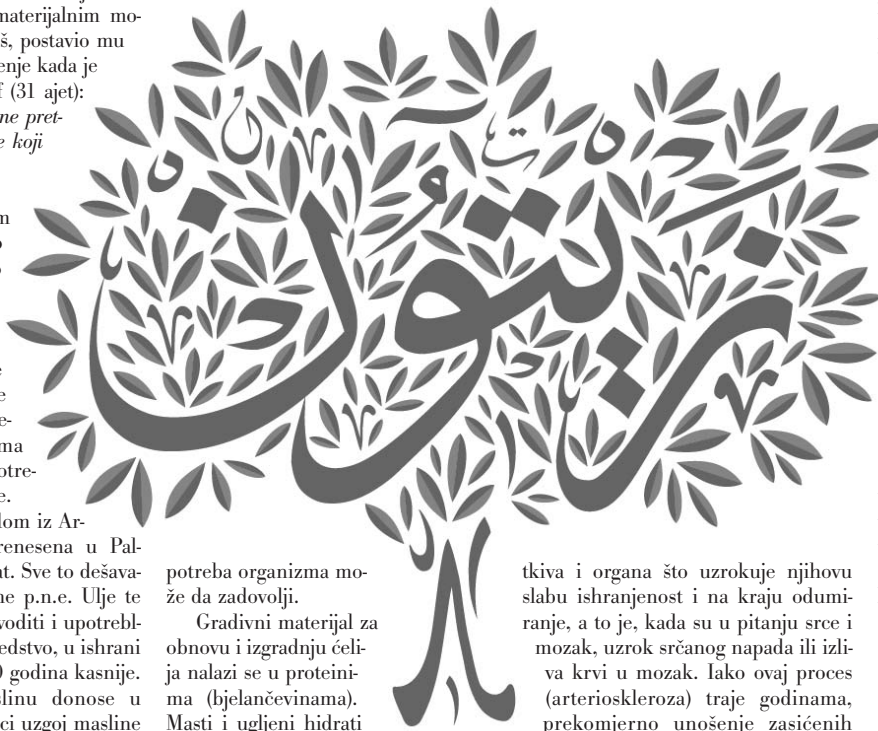 materijalnim mo-
š, postavio mu
enje kada je
f (31 ajet):
ne pret-
e koji
زيتون
ma
otre-
e.
lom iz Ar-
renesena u Pal-
at. Sve to dešava-
ne p.n.e. Ulje te
voditi i upotrebl-
edstvo, u ishrani
0 godina kasnije.
slinu donose u
ci uzgoj masline
potreba organizma mo-
že da zadovolji.
Gradivni materijal za
obnovu i izgradnju ćeli-
ja nalazi se u proteini-
ma (bjelančevinama).
Masti i ugljeni hidrati
tkiva i organa što uzrokuje njihovu
slabu ishranjenost i na kraju odumi-
ranje, a to je, kada su u pitanju srce i
mozak, uzrok srčanog napada ili izli-
va krvi u mozak. Iako ovaj proces
(arterioskleroza) traje godinama,
prekomjerno unošenje zasićenih